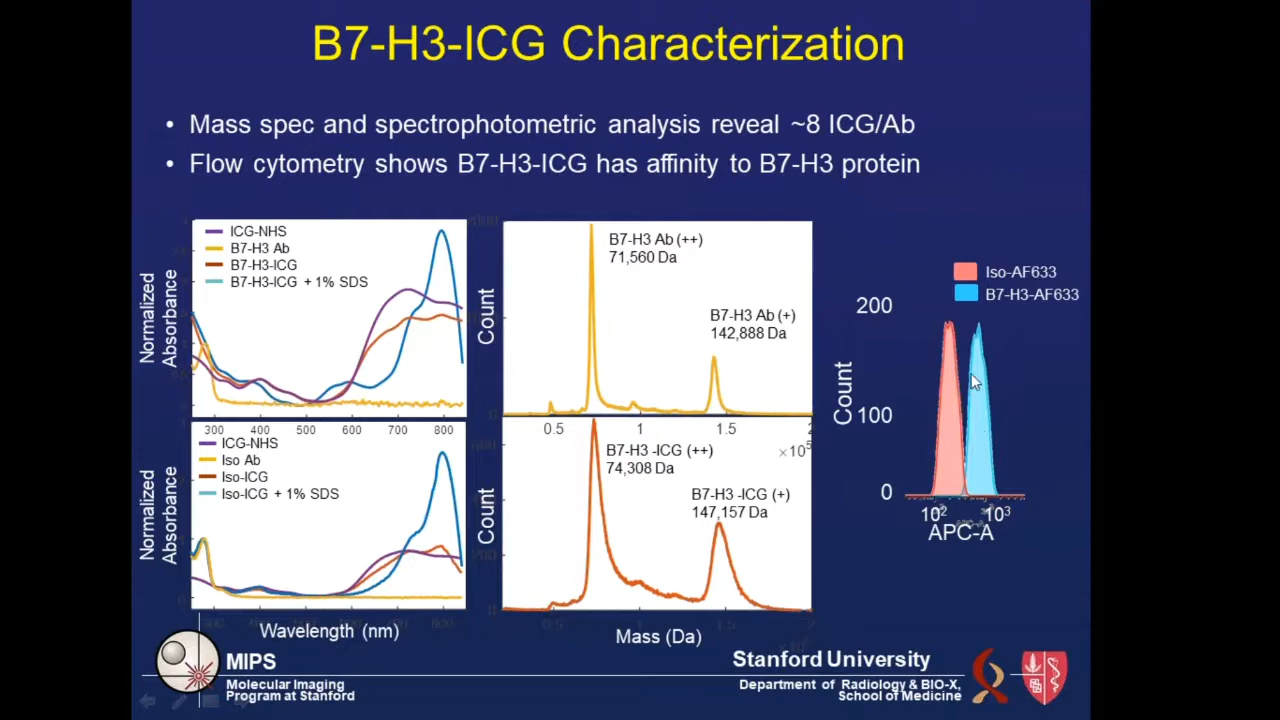 B7-H3-ICG Characterization
• Mass spec and spectrophotometric analysis reveal ~8 ICG/Ab
• Flow cytometry shows B7-H3-ICG has affinity to B7-H3 protein
Normalized
Absorbance
ICG-NHS
B7-H3 Ab
B7-H3-ICG
B7-H3-ICG + 1% SDS
300 400 500 600 700 800
Normalized
Absorbance
ICG-NHS
Iso Ab
Iso-ICG
Iso-ICG + 1% SDS
Wavelength (nm)
Count
B7-H3 Ab (++)
71,560 Da
B7-H3 Ab (+)
142,888 Da
0.5 1 1.5 2
×10⁵
Count
B7-H3 -ICG (++)
74,308 Da
B7-H3 -ICG (+)
147,157 Da
Mass (Da)
Iso-AF633
B7-H3-AF633
Count
200
100
0
10² 10³
APC-A
MIPS
Molecular Imaging
Program at Stanford
Stanford University
Department of Radiology & BIO-X,
School of Medicine